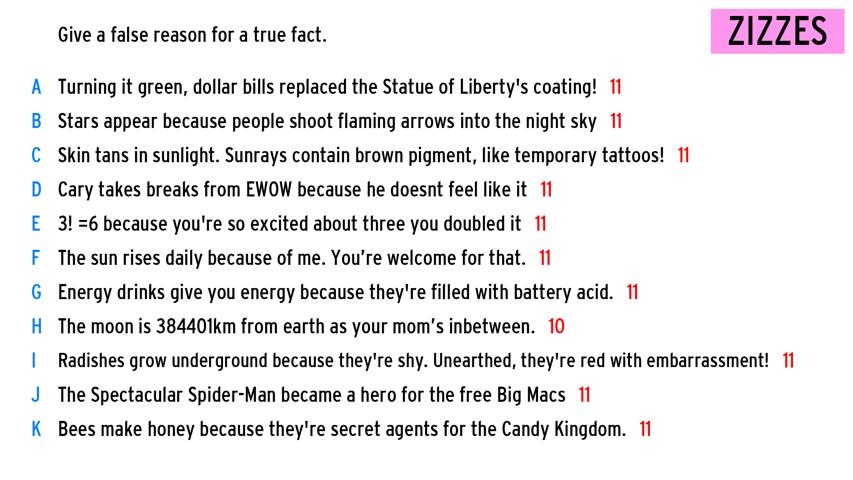 Give a false reason for a true fact.
ZIZZES
A Turning it green, dollar bills replaced the Statue of Liberty's coating! 11
B Stars appear because people shoot flaming arrows into the night sky 11
C Skin tans in sunlight. Sunrays contain brown pigment, like temporary tattoos! 11
D Cary takes breaks from EWOW because he doesnt feel like it 11
E 3! =6 because you're so excited about three you doubled it 11
F The sun rises daily because of me. You’re welcome for that. 11
G Energy drinks give you energy because they're filled with battery acid. 11
H The moon is 384401km from earth as your mom’s inbetween. 10
I Radishes grow underground because they're shy. Unearthed, they're red with embarrassment! 11
J The Spectacular Spider-Man became a hero for the free Big Macs 11
K Bees make honey because they're secret agents for the Candy Kingdom. 11